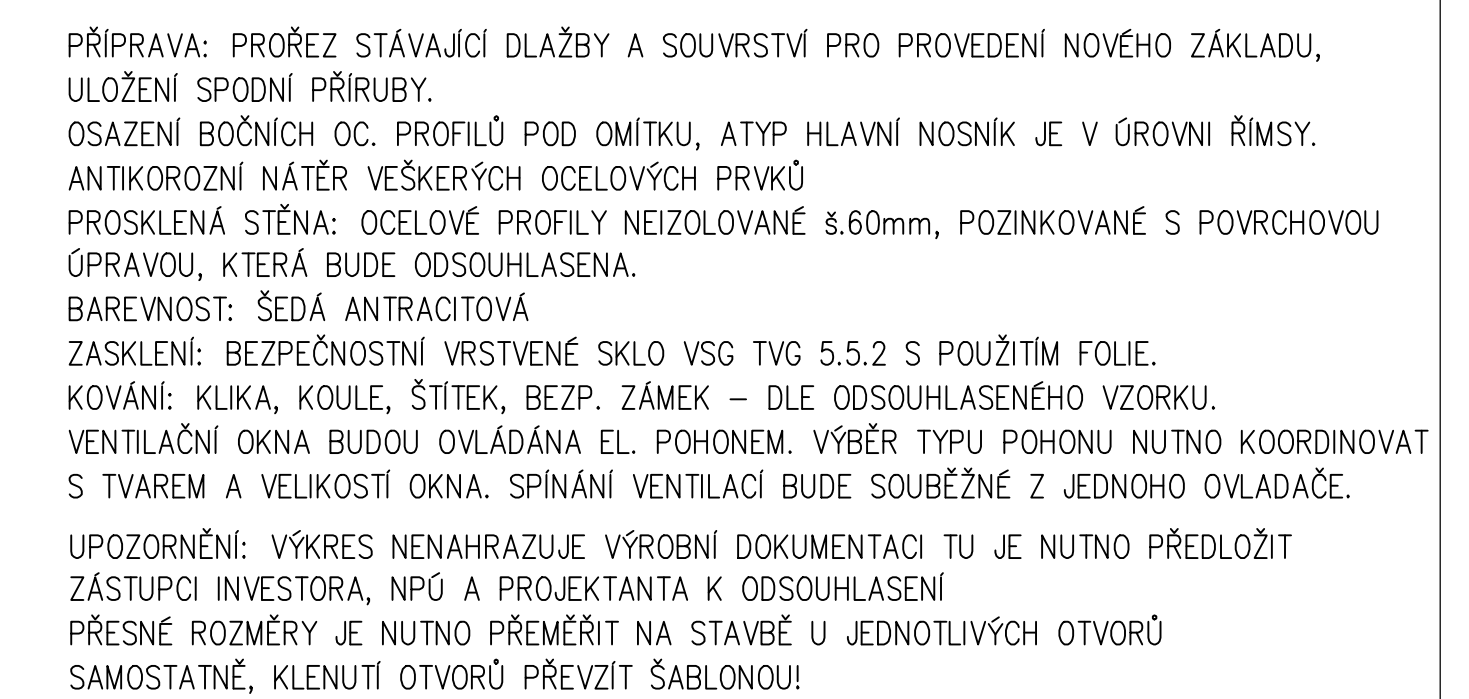 PŘÍPRAVA: PROŘEZ STÁVAJÍCÍ DLAŽBY A SOUVRSTVÍ PRO PROVEDENÍ NOVÉHO ZÁKLADU,
ULOŽENÍ SPODNÍ PŘÍRUBY.
OSAZENÍ BOČNÍCH OC. PROFILŮ POD OMÍTKU, ATYP HLAVNÍ NOSNÍK JE V ÚROVNI ŘÍMSY.
ANTIKOROZNÍ NÁTĚR VEŠKERÝCH OCELOVÝCH PRVKŮ
PROSKLENÁ STĚNA: OCELOVÉ PROFILY NEIZOLOVANÉ š.60mm, POZINKOVANÉ S POVRCHOVOU
ÚPRAVOU, KTERÁ BUDE ODSOUHLASENA.
BAREVNOST: ŠEDÁ ANTRACITOVÁ
ZASKLENÍ: BEZPEČNOSTNÍ VRSTVENÉ SKLO VSG TVG 5.5.2 S POUŽITÍM FOLIE.
KOVÁNÍ: KLIKA, KOULE, ŠTÍTEK, BEZP. ZÁMEK – DLE ODSOUHLASENÉHO VZORKU.
VENTILAČNÍ OKNA BUDOU OVLÁDÁNA EL. POHONEM. VÝBĚR TYPU POHONU NUTNO KOORDINOVAT
S TVAREM A VELIKOSTÍ OKNA. SPÍNÁNÍ VENTILACÍ BUDE SOUBĚŽNÉ Z JEDNOHO OVLADAČE.
UPOZORNĚNÍ: VÝKRES NENAHRAZUJE VÝROBNÍ DOKUMENTACI TU JE NUTNO PŘEDLOŽIT
ZÁSTUPCI INVESTORA, NPÚ A PROJEKTANTA K ODSOUHLASENÍ
PŘESNÉ ROZMĚRY JE NUTNO PŘEMĚŘIT NA STAVBĚ U JEDNOTLIVÝCH OTVORŮ
SAMOSTATNĚ, KLENUTÍ OTVORŮ PŘEVZÍT ŠABLONOU!